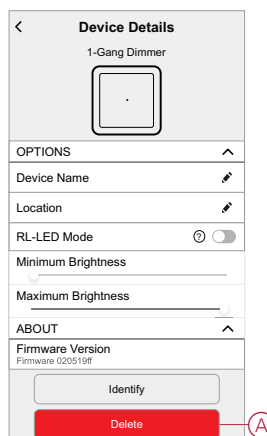 Device Details
1-Gang Dimmer
OPTIONS
Device Name
Location
RL-LED Mode ?
Minimum Brightness
Maximum Brightness
ABOUT
Firmware Version
Firmware 020519ff
Identify
Delete
A